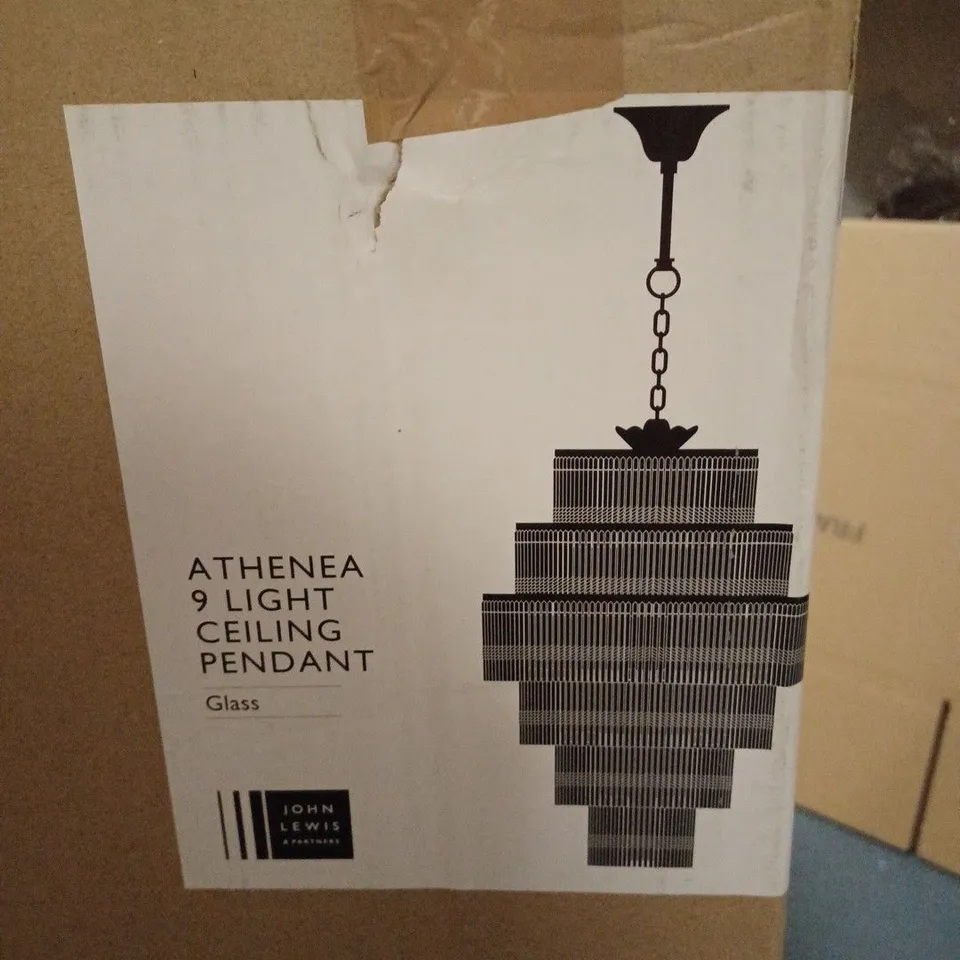 ATHENEA
9 LIGHT
CEILING
PENDANT
Glass
JOHN
LEWIS
& PARTNERS